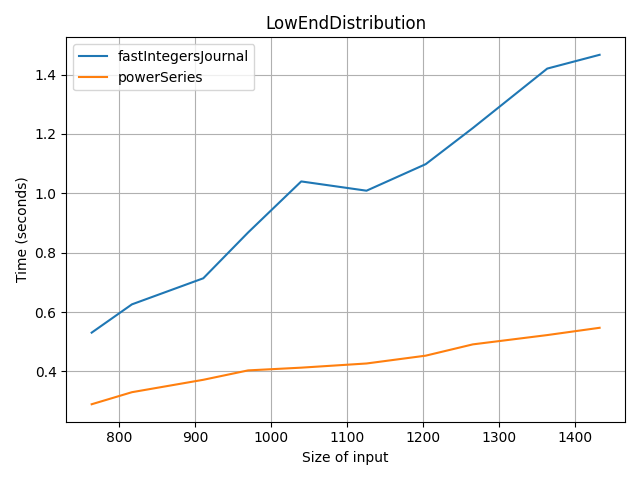 LowEndDistribution
fastIntegersJournal
powerSeries
Time (seconds)
1.4
1.2
1.0
0.8
0.6
0.4
800 900 1000 1100 1200 1300 1400
Size of input